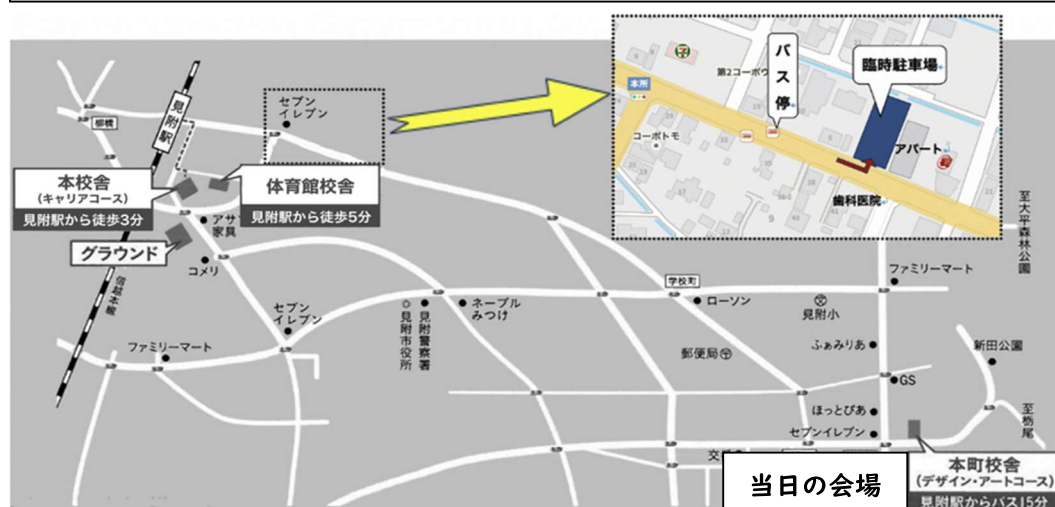 バス停
臨時駐車場
第2コーポ
本所
コーポトモ
アパート
歯科医院
セブン
イレブン
柳橋
見附駅
本校舎
(キャリアコース)
見附駅から徒歩3分
体育館校舎
見附駅から徒歩5分
アサヒ
家具
グラウンド
コメリ
信越本線
至大平森林公園
ファミリーマート
学校町
ローソン
見附小
セブン
イレブン
見附市役所
見附警察署
ネーブル
みつけ
ファミリーマート
郵便局
ふぁみりあ
新田公園
GS
ほっとぴあ
セブンイレブン
至栃尾
交
当日の会場
本町校舎
(デザイン・アートコース)
見附駅からバス15分